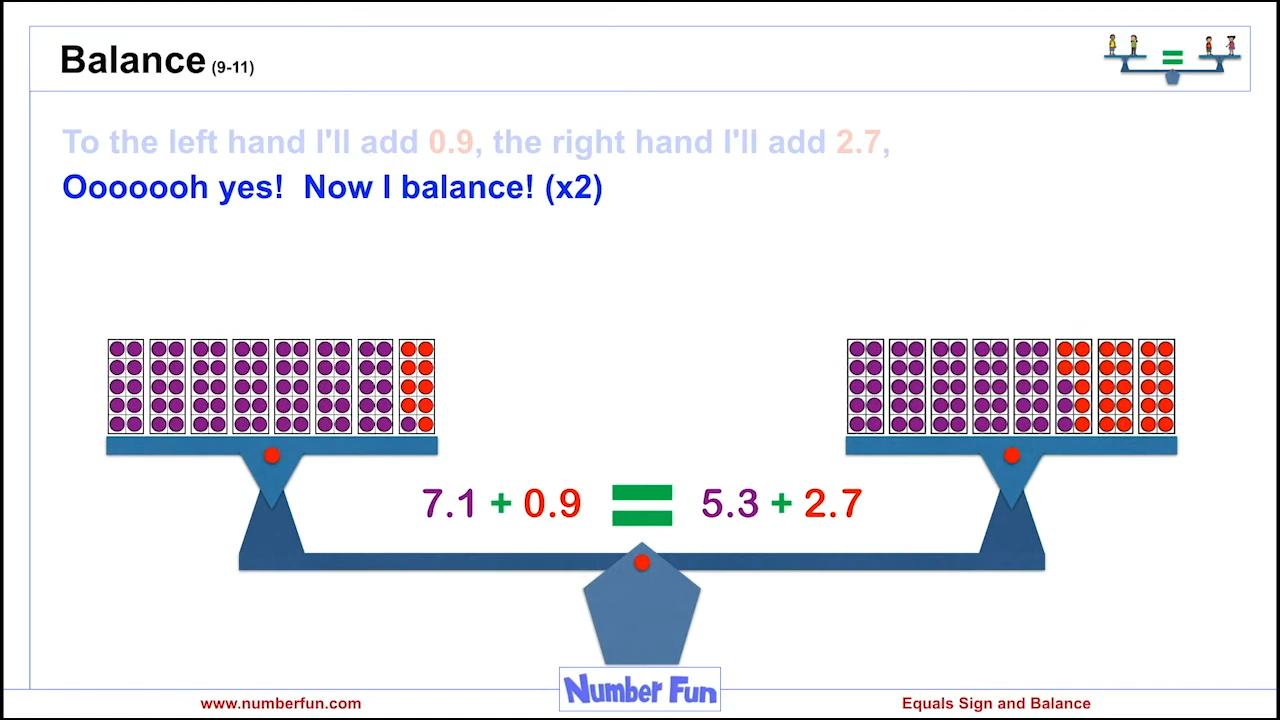 Balance (9-11)
To the left hand I'll add 0.9, the right hand I'll add 2.7,
Ooooooh yes!  Now I balance! (x2)
7.1 + 0.9 = 5.3 + 2.7
Number Fun
www.numberfun.com
Equals Sign and Balance